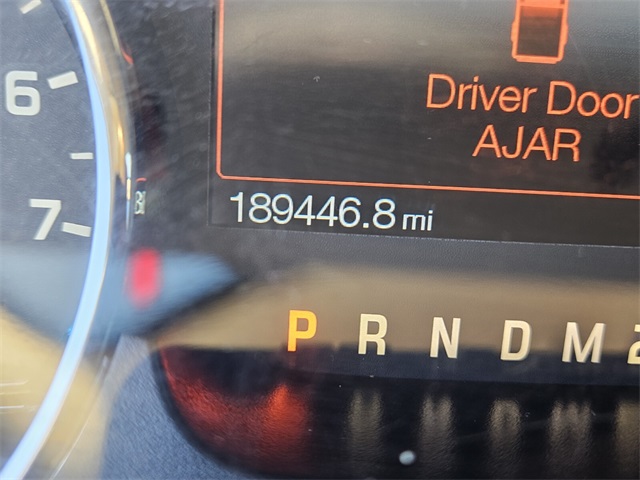 6
7
Driver Door
AJAR
189446.8 mi
P R N D M